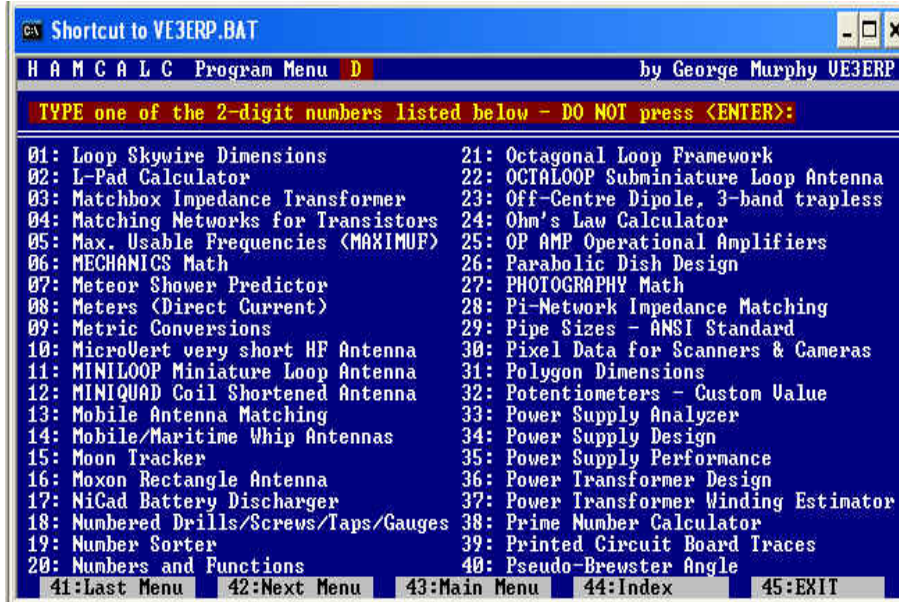 Shortcut to VE3ERP.BAT
H A M C A L C Program Menu D by George Murphy VE3ERP
TYPE one of the 2-digit numbers listed below - DO NOT press <ENTER>:
01: Loop Skywire Dimensions
02: L-Pad Calculator
03: Matchbox Impedance Transformer
04: Matching Networks for Transistors
05: Max. Usable Frequencies (MAXIMUF)
06: MECHANICS Math
07: Meteor Shower Predictor
08: Meters (Direct Current)
09: Metric Conversions
10: MicroVert very short HF Antenna
11: MINILOOP Miniature Loop Antenna
12: MINIQUAD Coil Shortened Antenna
13: Mobile Antenna Matching
14: Mobile/Maritime Whip Antennas
15: Moon Tracker
16: Moxon Rectangle Antenna
17: NiCad Battery Discharger
18: Numbered Drills/Screws/Taps/Gauges
19: Number Sorter
20: Numbers and Functions
21: Octagonal Loop Framework
22: OCTALOOP Subminiature Loop Antenna
23: Off-Centre Dipole, 3-band trapless
24: Ohm's Law Calculator
25: OP AMP Operational Amplifiers
26: Parabolic Dish Design
27: PHOTOGRAPHY Math
28: Pi-Network Impedance Matching
29: Pipe Sizes - ANSI Standard
30: Pixel Data for Scanners & Cameras
31: Polygon Dimensions
32: Potentiometers - Custom Value
33: Power Supply Analyzer
34: Power Supply Design
35: Power Supply Performance
36: Power Transformer Design
37: Power Transformer Winding Estimator
38: Prime Number Calculator
39: Printed Circuit Board Traces
40: Pseudo-Brewster Angle
41:Last Menu 42:Next Menu 43:Main Menu 44:Index 45:EXIT